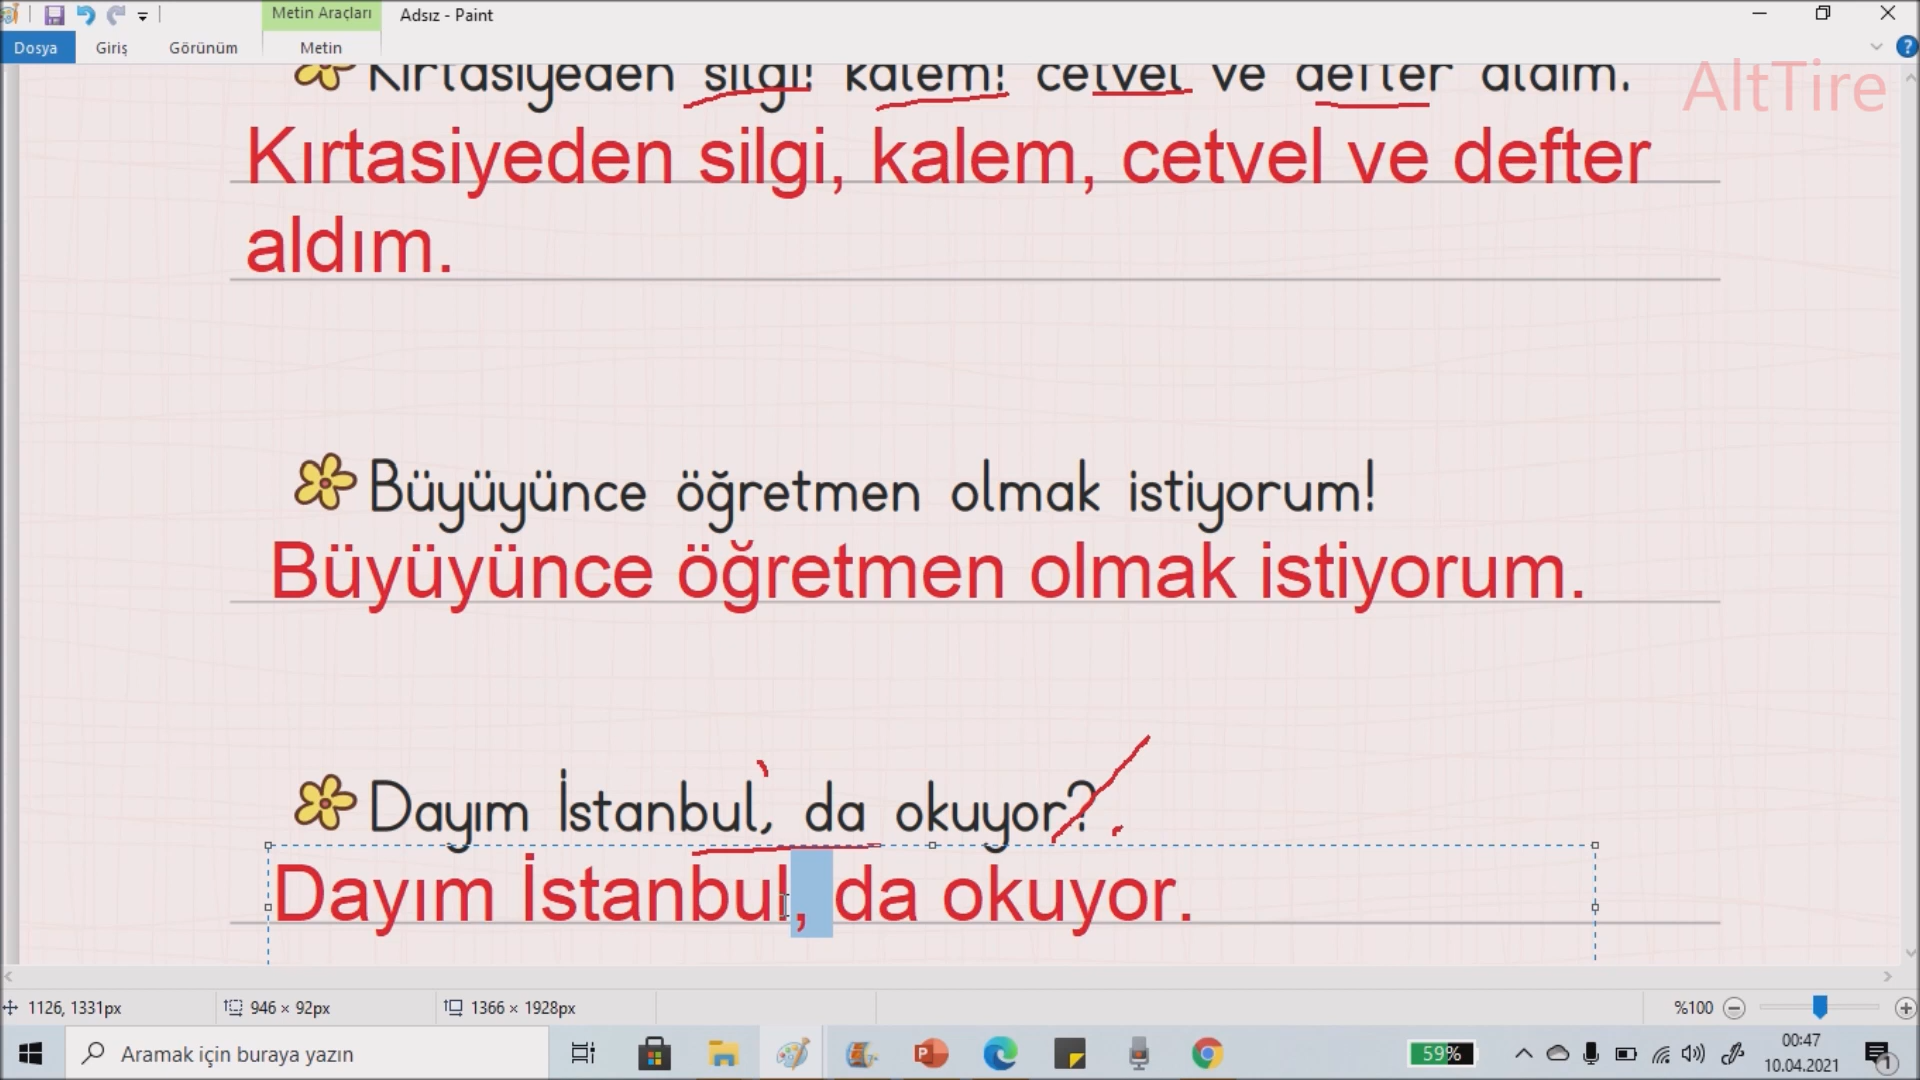 Metin Araçları
Adsız - Paint
Dosya
Giriş
Görünüm
Metin
AltTire
Kırtasiyeden silgi! kalem! cetvel ve defter aldım.
Kırtasiyeden silgi, kalem, cetvel ve defter
aldım.
Büyüyünce öğretmen olmak istiyorum!
Büyüyünce öğretmen olmak istiyorum.
Dayım İstanbul, da okuyor?
Dayım İstanbul, da okuyor.
1126, 1331px
946 × 92px
1366 × 1928px
%100
Aramak için buraya yazın
59%
00:47
10.04.2021
1